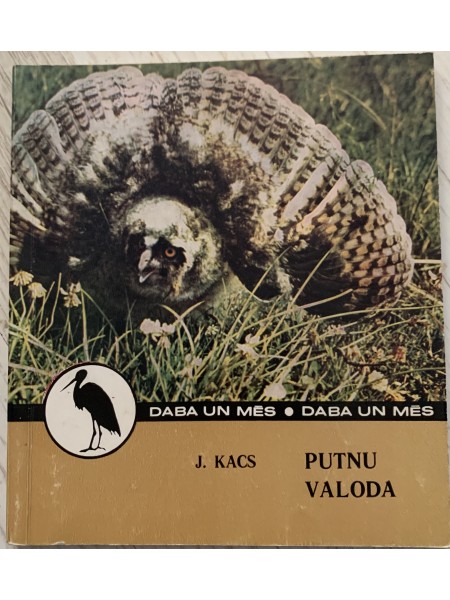 DABA UN MĒS ● DABA UN MĒS
J. KACS
PUTNU
VALODA